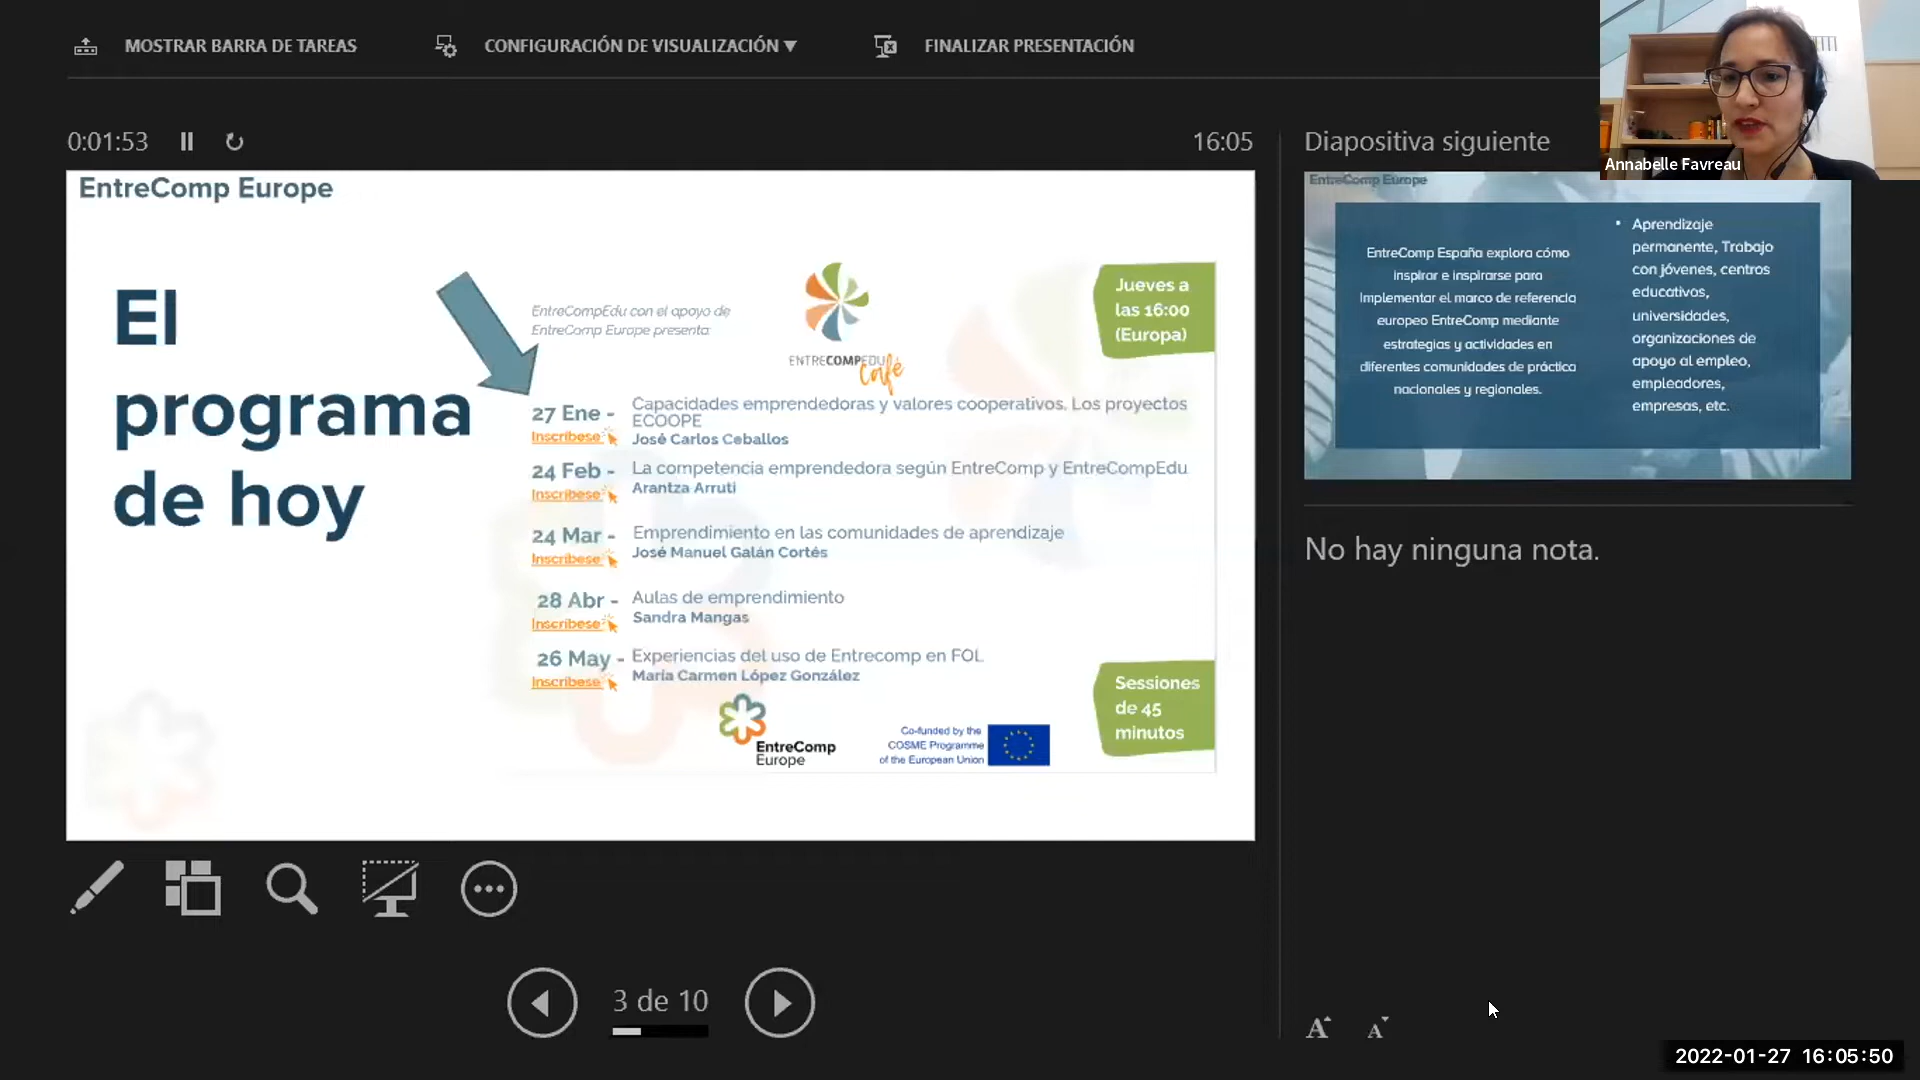 MOSTRAR BARRA DE TAREAS
CONFIGURACIÓN DE VISUALIZACIÓN
FINALIZAR PRESENTACIÓN
Annabelle Favreau
0:01:53
16:05
Diapositiva siguiente
EntreComp Europe
El
programa
de hoy
EntreCompEdu con el apoyo de
EntreComp Europe presenta:
ENTRECOMPEDU
Café
Jueves a
las 16:00
(Europa)
27 Ene - Capacidades emprendedoras y valores cooperativos. Los proyectos
ECOOPE
Inscríbese José Carlos Ceballos
24 Feb - La competencia emprendedora según EntreComp y EntreCompEdu
Inscríbese Arantza Arruti
24 Mar - Emprendimiento en las comunidades de aprendizaje
Inscríbese José Manuel Galán Cortés
28 Abr - Aulas de emprendimiento
Inscríbese Sandra Mangas
26 May - Experiencias del uso de Entrecomp en FOL
Inscríbese María Carmen López González
EntreComp
Europe
Co-funded by the
COSME Programme
of the European Union
Sessiones
de 45
minutos
EntreComp Europe
EntreComp España explora cómo
inspirar e inspirarse para
implementar el marco de referencia
europeo EntreComp mediante
estrategias y actividades en
diferentes comunidades de práctica
nacionales y regionales.
• Aprendizaje
permanente, Trabajo
con jóvenes, centros
educativos,
universidades,
organizaciones de
apoyo al empleo,
empleadores,
empresas, etc.
No hay ninguna nota.
3 de 10
A A
2022-01-27 16:05:50